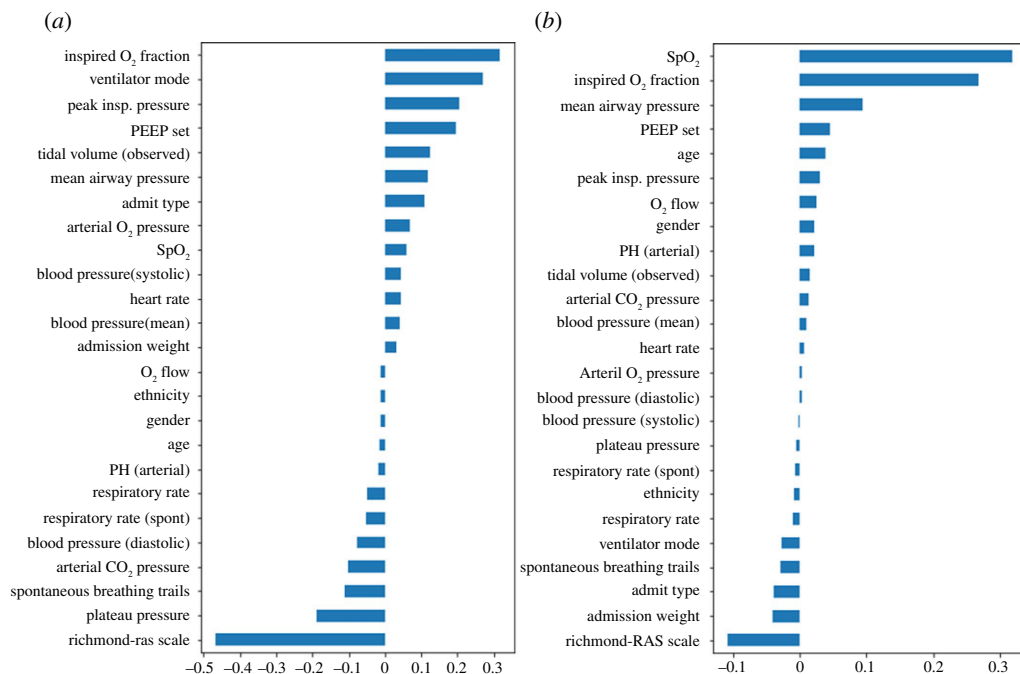 (a)
inspired O₂ fraction
ventilator mode
peak insp. pressure
PEEP set
tidal volume (observed)
mean airway pressure
admit type
arterial O₂ pressure
SpO₂
blood pressure(systolic)
heart rate
blood pressure(mean)
admission weight
O₂ flow
ethnicity
gender
age
PH (arterial)
respiratory rate
respiratory rate (spont)
blood pressure (diastolic)
arterial CO₂ pressure
spontaneous breathing trails
plateau pressure
richmond-ras scale
–0.5 –0.4 –0.3 –0.2 –0.1 0 0.1 0.2 0.3
(b)
SpO₂
inspired O₂ fraction
mean airway pressure
PEEP set
age
peak insp. pressure
O₂ flow
gender
PH (arterial)
tidal volume (observed)
arterial CO₂ pressure
blood pressure (mean)
heart rate
Arteril O₂ pressure
blood pressure (diastolic)
blood pressure (systolic)
plateau pressure
respiratory rate (spont)
ethnicity
respiratory rate
ventilator mode
spontaneous breathing trails
admit type
admission weight
richmond-RAS scale
–0.1 0 0.1 0.2 0.3